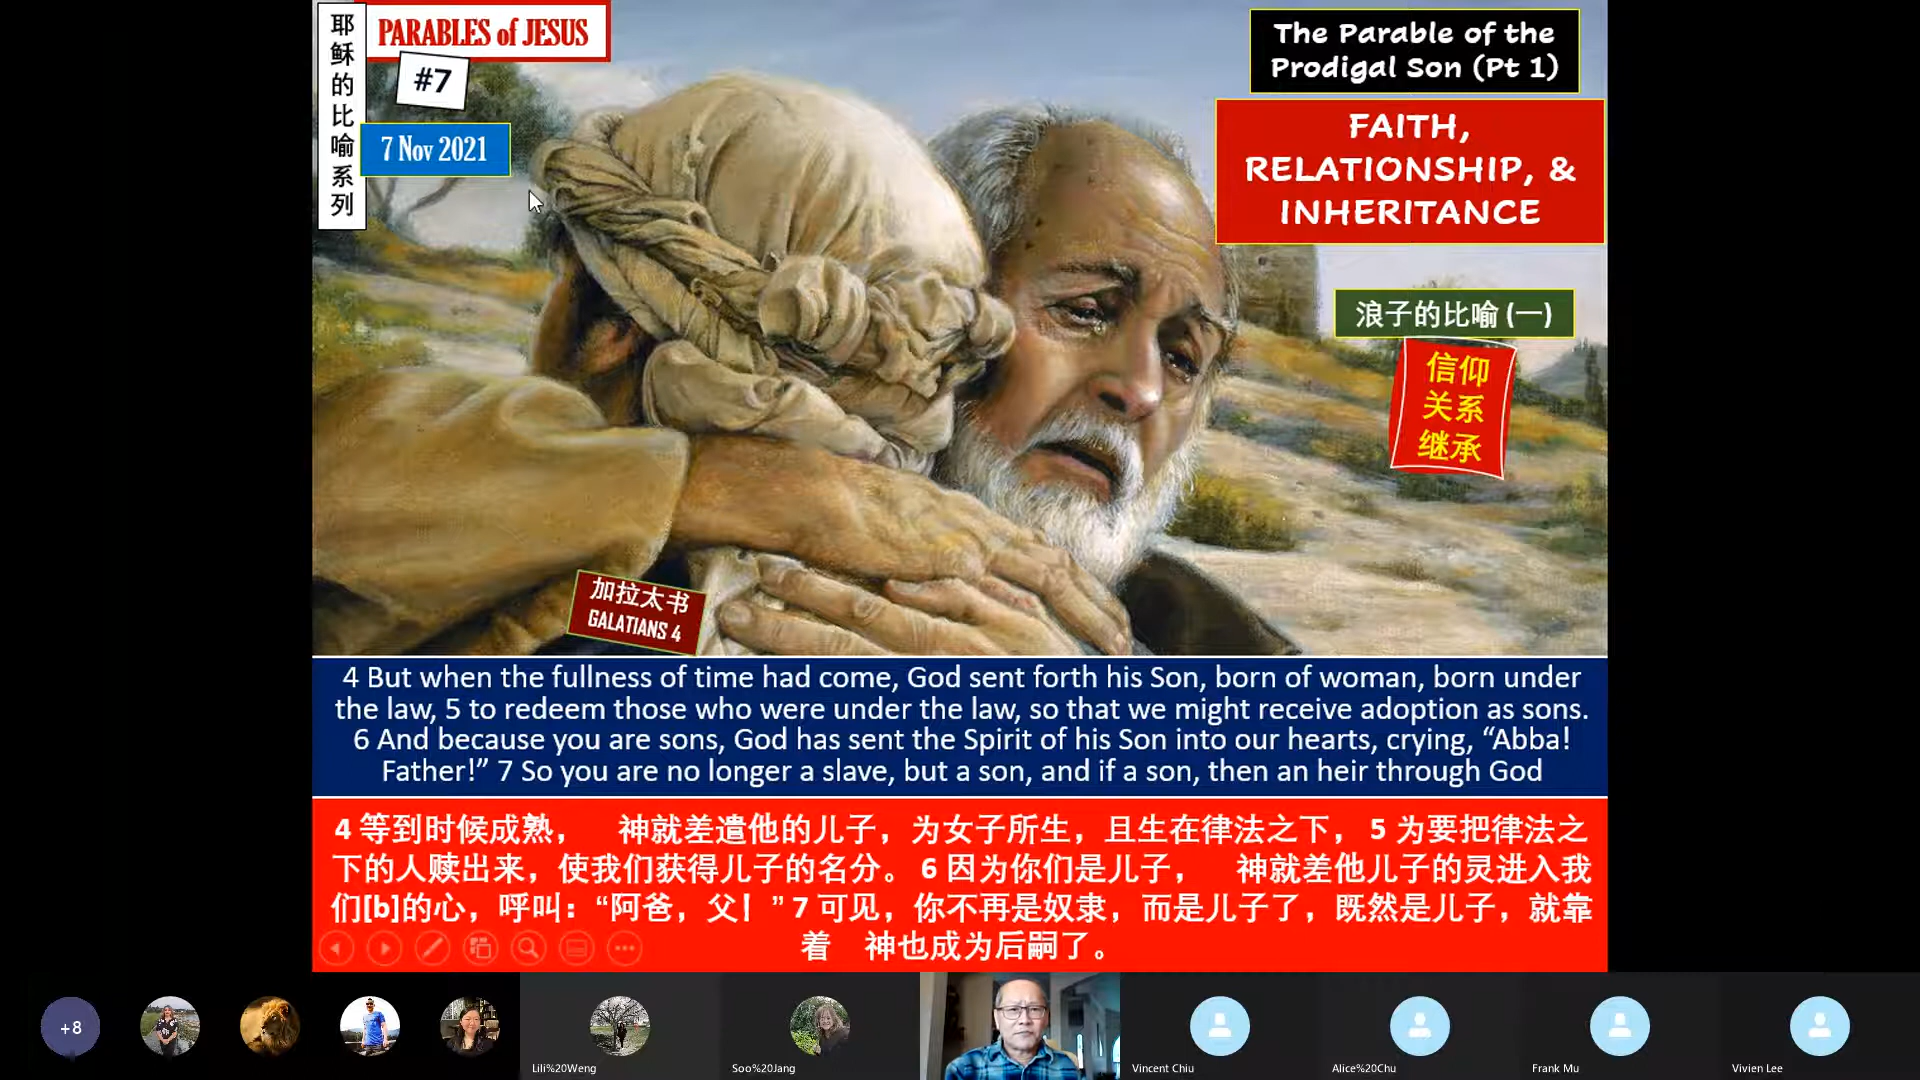 耶稣的比喻系列
PARABLES of JESUS
#7
7 Nov 2021
The Parable of the
Prodigal Son (Pt 1)
FAITH,
RELATIONSHIP, &
INHERITANCE
浪子的比喻 (一)
信仰
关系
继承
加拉太书
GALATIANS 4
4 But when the fullness of time had come, God sent forth his Son, born of woman, born under
the law, 5 to redeem those who were under the law, so that we might receive adoption as sons.
6 And because you are sons, God has sent the Spirit of his Son into our hearts, crying, “Abba!
Father!” 7 So you are no longer a slave, but a son, and if a son, then an heir through God
4 等到时候成熟， 神就差遣他的儿子，为女子所生，且生在律法之下，5 为要把律法之
下的人赎出来，使我们获得儿子的名分。6 因为你们是儿子， 神就差他儿子的灵进入我
们[b]的心，呼叫：“阿爸，父！”7 可见，你不再是奴隶，而是儿子了，既然是儿子，就靠
着 神也成为后嗣了。
+8
Lili%20Weng
Soo%20Jang
Vincent Chiu
Alice%20Chu
Frank Mu
Vivien Lee